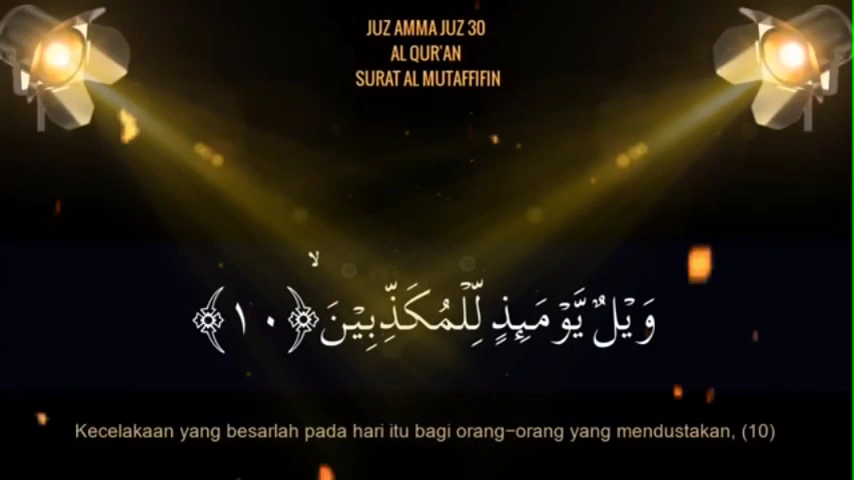 JUZ AMMA JUZ 30
AL QUR'AN
SURAT AL MUTAFFIFIN
وَيْلٌ يَّوْمَىِٕذٍ لِّلْمُكَذِّبِيْنَ ۙ ﴿١٠﴾
Kecelakaan yang besarlah pada hari itu bagi orang-orang yang mendustakan, (10)